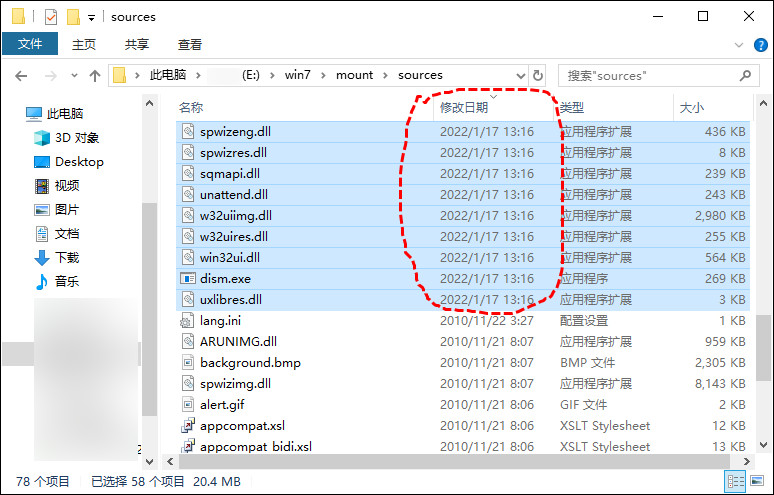 sources
文件 主页 共享 查看
此电脑 (E:) win7 mount sources 搜索"sources"
此电脑
3D 对象
Desktop
视频
图片
文档
下载
音乐
名称 修改日期 类型 大小
spwizeng.dll 2022/1/17 13:16 应用程序扩展 436 KB
spwizres.dll 2022/1/17 13:16 应用程序扩展 8 KB
sqmapi.dll 2022/1/17 13:16 应用程序扩展 239 KB
unattend.dll 2022/1/17 13:16 应用程序扩展 243 KB
w32uiimg.dll 2022/1/17 13:16 应用程序扩展 2,980 KB
w32uires.dll 2022/1/17 13:16 应用程序扩展 255 KB
win32ui.dll 2022/1/17 13:16 应用程序扩展 564 KB
dism.exe 2022/1/17 13:16 应用程序 269 KB
uxlibres.dll 2022/1/17 13:16 应用程序扩展 3 KB
lang.ini 2010/11/22 3:27 配置设置 1 KB
ARUNIMG.dll 2010/11/21 8:07 应用程序扩展 959 KB
background.bmp 2010/11/21 8:07 BMP 文件 2,305 KB
spwizimg.dll 2010/11/21 8:07 应用程序扩展 8,143 KB
alert.gif 2010/11/21 8:06 GIF 文件 2 KB
appcompat.xsl 2010/11/21 8:06 XSLT Stylesheet 12 KB
appcompat_bidi.xsl 2010/11/21 8:06 XSLT Stylesheet 13 KB
78 个项目 已选择 58 个项目 20.4 MB